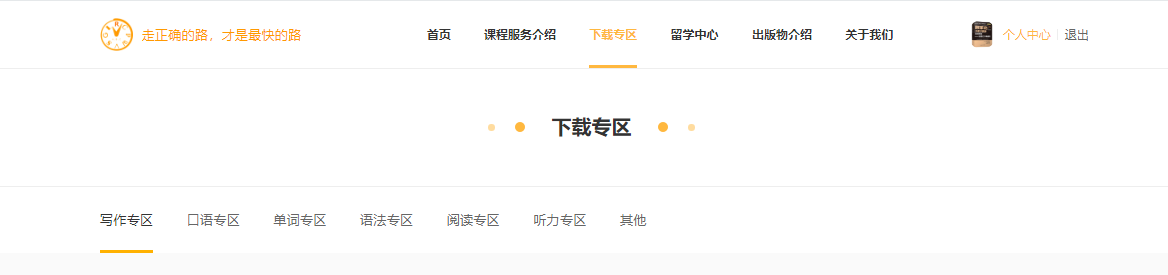 走正确的路，才是最快的路
首页 课程服务介绍 下载专区 留学中心 出版物介绍 关于我们
个人中心 退出
下载专区
写作专区 口语专区 单词专区 语法专区 阅读专区 听力专区 其他